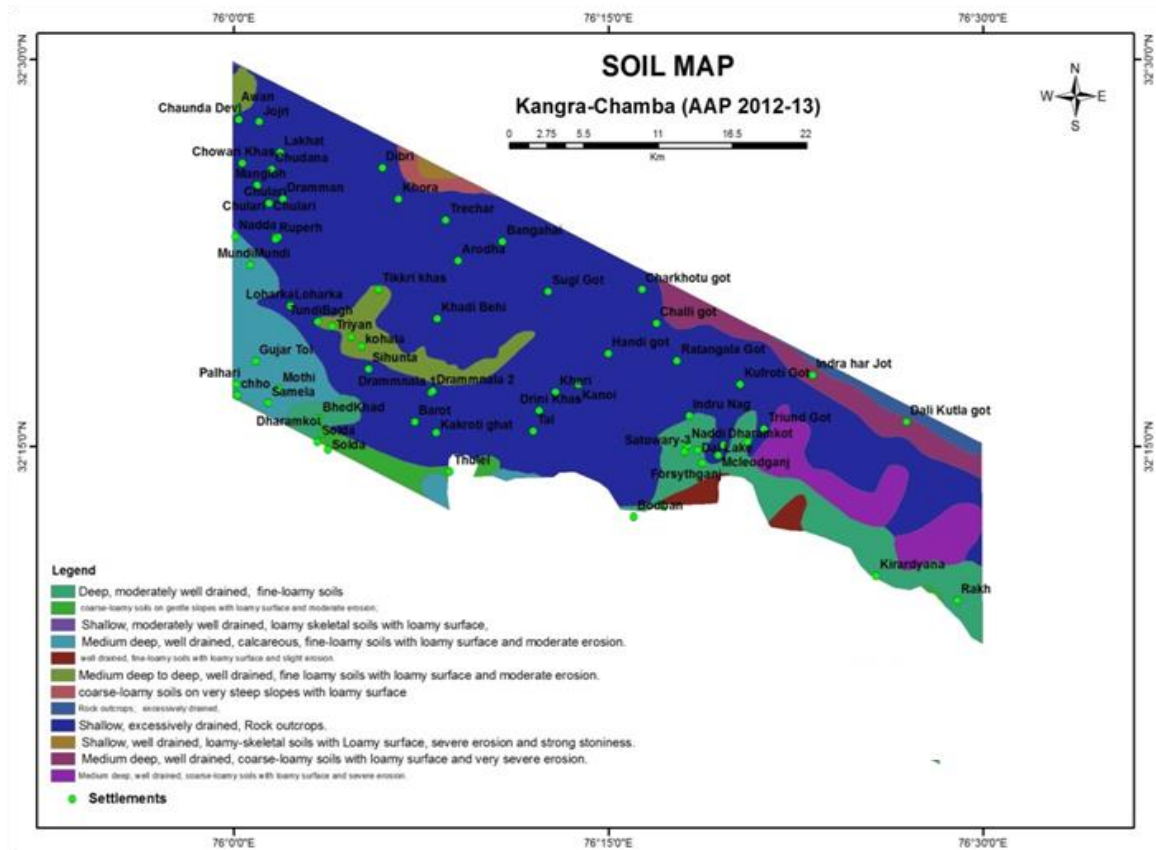 76°0'0"E 76°15'0"E 76°30'0"E
32°30'0"N 32°30'0"N
SOIL MAP
Kangra-Chamba (AAP 2012-13)
N
W E
S
0 2.75 5.5 11 16.5 22
Km
Awan
Chaunda Devi
Jojri
Lakhat
Chowan Khas
Chudana
Dibri
Mangloh
Chulari Dramman
Khora
Chulari Chulari
Trechar
Nadda Ruperh
Bangahal
Mundi Mundi
Arodha
Tikkri khas
Sugi Got
Charkhotu got
Loharka Loharka
Tundi Bagh
Triyan
Khadi Behi
Challi got
kohala
Handi got
Gujar Tol
Sihunta
Ratangala Got
Indra har Jot
Palhari
chho
Mothi
Samela
Drammnala 1 Drammnala 2
Khari
Kanoi
Kufroti Got
Drini Khas
BhedKhad
Barot
Indru Nag
Triund Got
Dali Kutla got
Dharamkot
Solda
Solda
Kakroti ghat
Tal
Satowary-3
Naddi Dharamkot
Dal Lake
Mcleodganj
Forsythganj
Thulel
32°15'0"N 32°15'0"N
Bouban
Kirardyana
Rakh
Legend
Deep, moderately well drained, fine-loamy soils
coarse-loamy soils on gentle slopes with loamy surface and moderate erosion;
Shallow, moderately well drained, loamy skeletal soils with loamy surface,
Medium deep, well drained, calcareous, fine-loamy soils with loamy surface and moderate erosion.
well drained, fine-loamy soils with loamy surface and slight erosion.
Medium deep to deep, well drained, fine loamy soils with loamy surface and moderate erosion.
coarse-loamy soils on very steep slopes with loamy surface
Rock outcrops; excessively drained,
Shallow, excessively drained, Rock outcrops.
Shallow, well drained, loamy-skeletal soils with Loamy surface, severe erosion and strong stoniness.
Medium deep, well drained, coarse-loamy soils with loamy surface and very severe erosion.
Medium deep, well drained, coarse-loamy soils with loamy surface and severe erosion.
Settlements
76°0'0"E 76°15'0"E 76°30'0"E